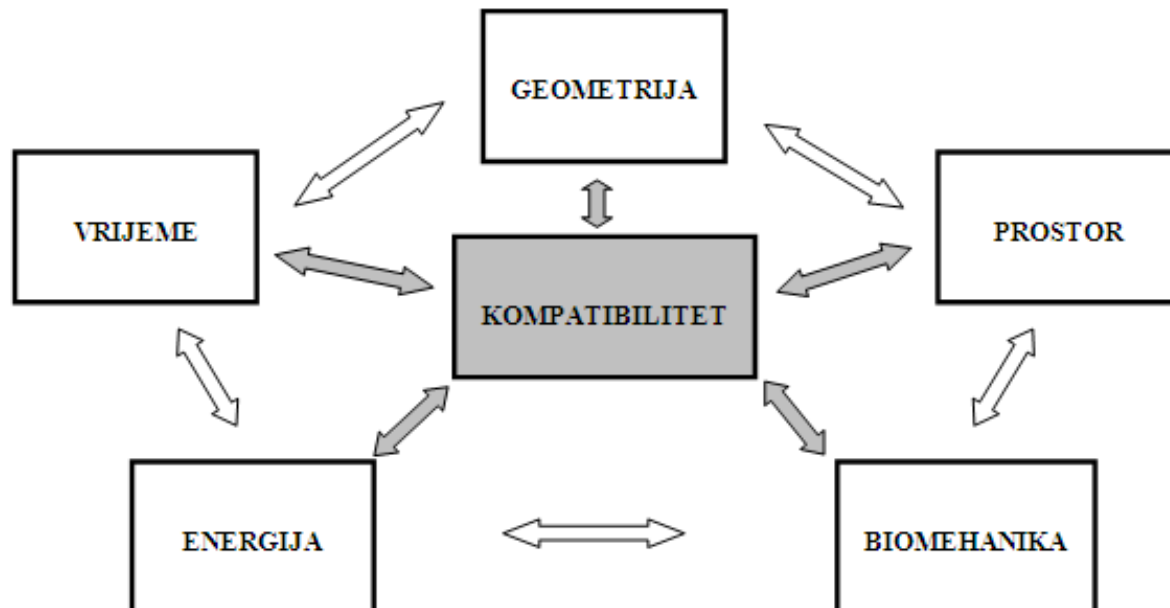 GEOMETRIJA
VRIJEME
PROSTOR
KOMPATIBILITET
ENERGIJA
BIOMEHANIKA